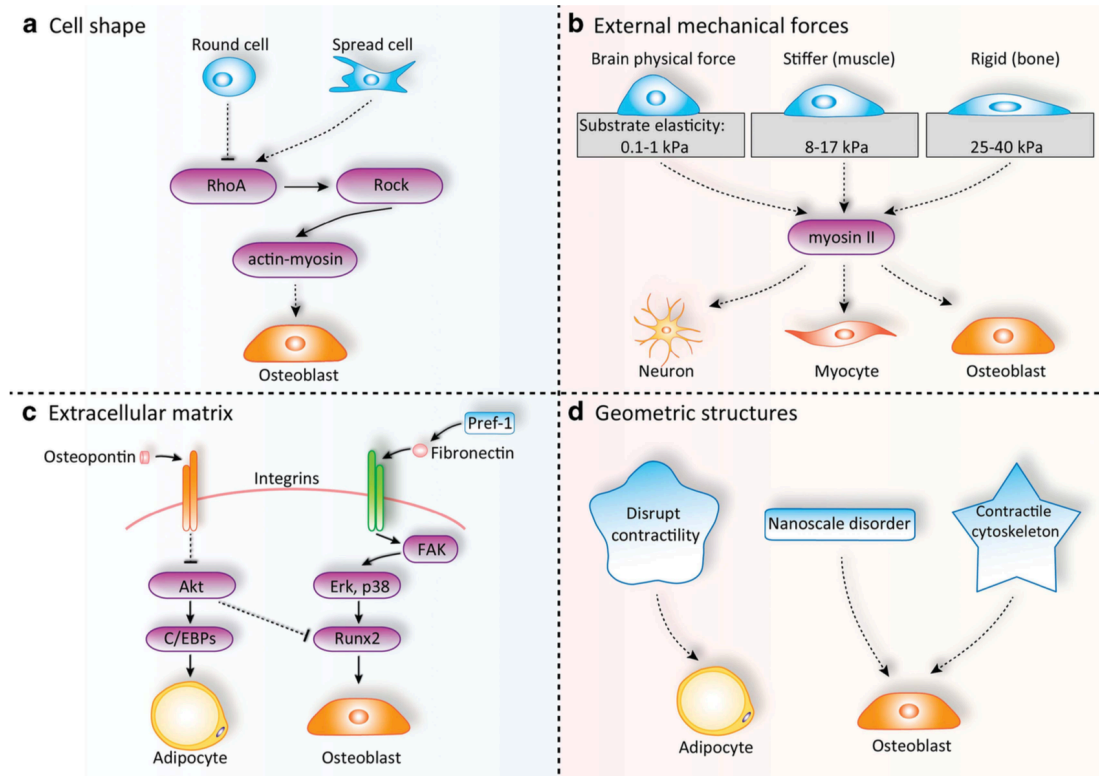 a Cell shape
Round cell
Spread cell
RhoA
Rock
actin-myosin
Osteoblast
b External mechanical forces
Brain physical force
Stiffer (muscle)
Rigid (bone)
Substrate elasticity:
0.1-1 kPa
8-17 kPa
25-40 kPa
myosin II
Neuron
Myocyte
Osteoblast
c Extracellular matrix
Pref-1
Osteopontin
Fibronectin
Integrins
FAK
Akt
Erk, p38
C/EBPs
Runx2
Adipocyte
Osteoblast
d Geometric structures
Disrupt
contractility
Nanoscale disorder
Contractile
cytoskeleton
Adipocyte
Osteoblast